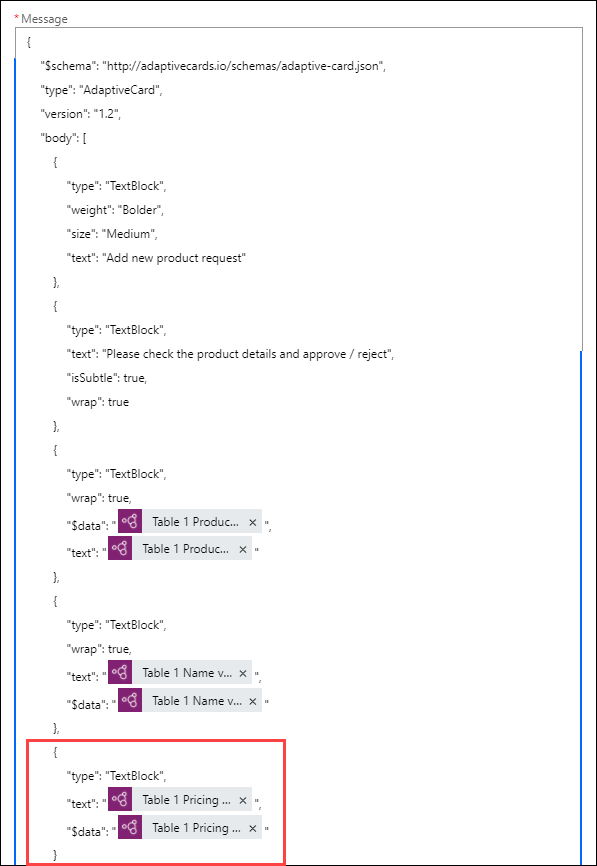 * Message
{
"$schema": "http://adaptivecards.io/schemas/adaptive-card.json",
"type": "AdaptiveCard",
"version": "1.2",
"body": [
{
"type": "TextBlock",
"weight": "Bolder",
"size": "Medium",
"text": "Add new product request"
},
{
"type": "TextBlock",
"text": "Please check the product details and approve / reject",
"isSubtle": true,
"wrap": true
},
{
"type": "TextBlock",
"wrap": true,
"$data": " Table 1 Produc... × ",
"text": " Table 1 Produc... × "
},
{
"type": "TextBlock",
"wrap": true,
"text": " Table 1 Name v... × ",
"$data": " Table 1 Name v... × "
},
{
"type": "TextBlock",
"text": " Table 1 Pricing ... × ",
"$data": " Table 1 Pricing ... × "
}